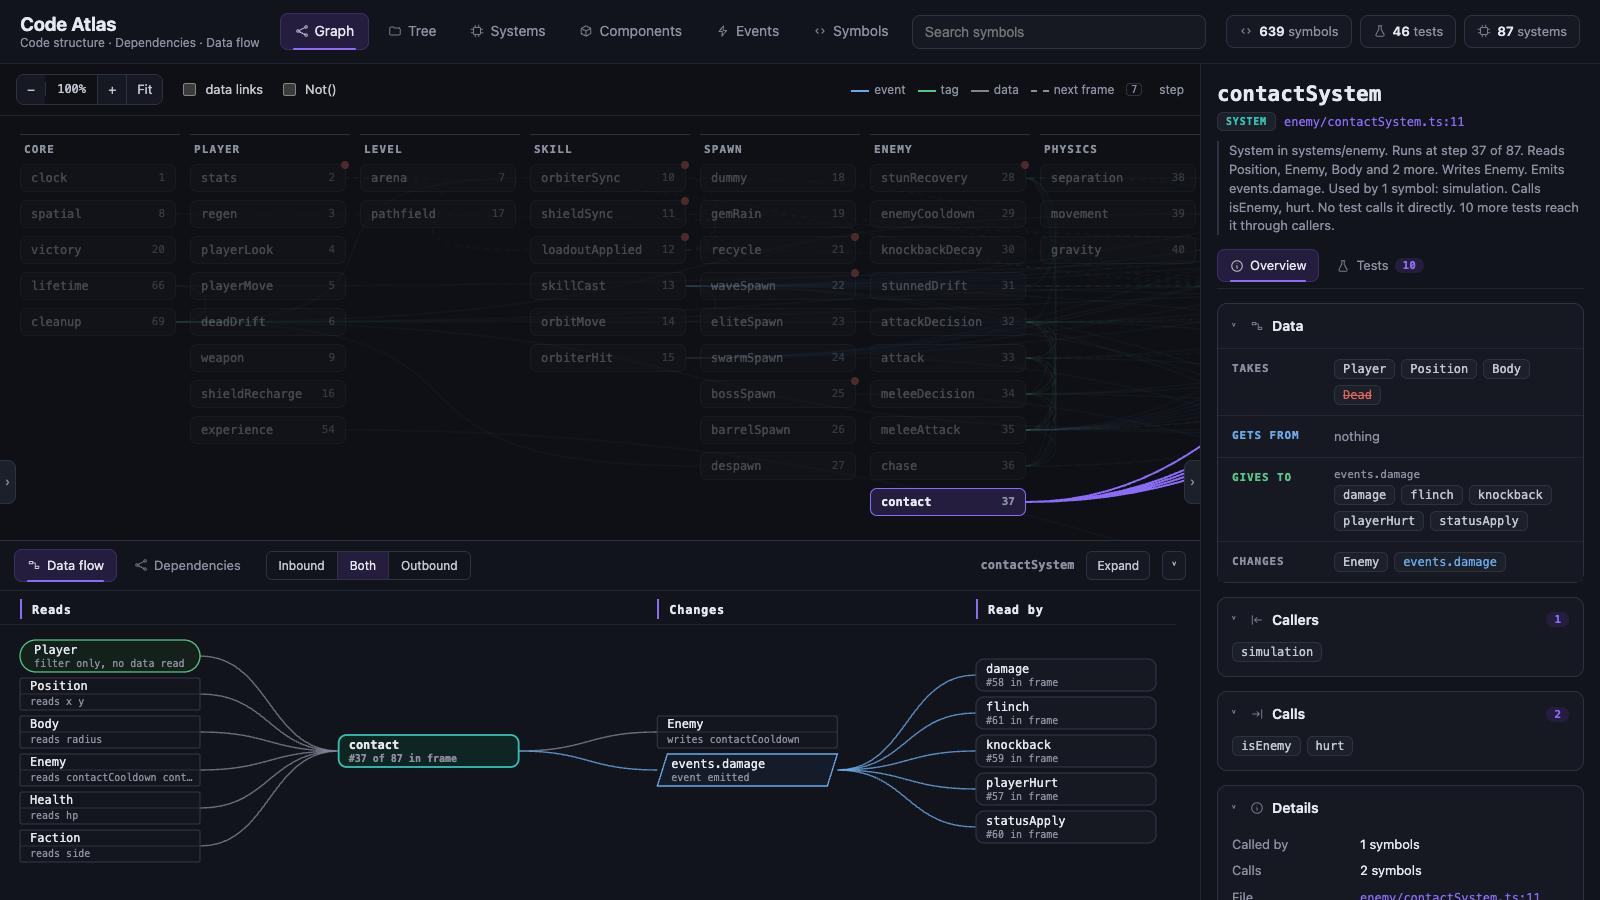 Code Atlas
Code structure · Dependencies · Data flow
Graph
Tree
Systems
Components
Events
Symbols
Search symbols
639 symbols
46 tests
87 systems
− 100% + Fit
data links
Not()
event
tag
data
next frame
7 step
CORE
clock 1
spatial 8
victory 20
lifetime 66
cleanup 69
PLAYER
stats 2
regen 3
playerLook 4
playerMove 5
deadDrift 6
weapon 9
shieldRecharge 16
experience 54
LEVEL
arena 7
pathfield 17
SKILL
orbiterSync 10
shieldSync 11
loadoutApplied 12
skillCast 13
orbitMove 14
orbiterHit 15
SPAWN
dummy 18
gemRain 19
recycle 21
waveSpawn 22
eliteSpawn 23
swarmSpawn 24
bossSpawn 25
barrelSpawn 26
despawn 27
ENEMY
stunRecovery 28
enemyCooldown 29
knockbackDecay 30
stunnedDrift 31
attackDecision 32
attack 33
meleeDecision 34
meleeAttack 35
chase 36
contact 37
PHYSICS
separation 38
movement 39
gravity 40
Data flow
Dependencies
Inbound
Both
Outbound
contactSystem
Expand
Reads
Changes
Read by
Player
filter only, no data read
Position
reads x y
Body
reads radius
Enemy
reads contactCooldown cont…
Health
reads hp
Faction
reads side
contact
#37 of 87 in frame
Enemy
writes contactCooldown
events.damage
event emitted
damage
#58 in frame
flinch
#61 in frame
knockback
#59 in frame
playerHurt
#57 in frame
statusApply
#60 in frame
contactSystem
SYSTEM enemy/contactSystem.ts:11
System in systems/enemy. Runs at step 37 of 87. Reads
Position, Enemy, Body and 2 more. Writes Enemy. Emits
events.damage. Used by 1 symbol: simulation. Calls
isEnemy, hurt. No test calls it directly. 10 more tests reach
it through callers.
Overview
Tests 10
Data
TAKES
Player Position Body
Dead
GETS FROM
nothing
GIVES TO
events.damage
damage flinch knockback
playerHurt statusApply
CHANGES
Enemy events.damage
Callers 1
simulation
Calls 2
isEnemy hurt
Details
Called by 1 symbols
Calls 2 symbols
File enemy/contactSystem.ts:11